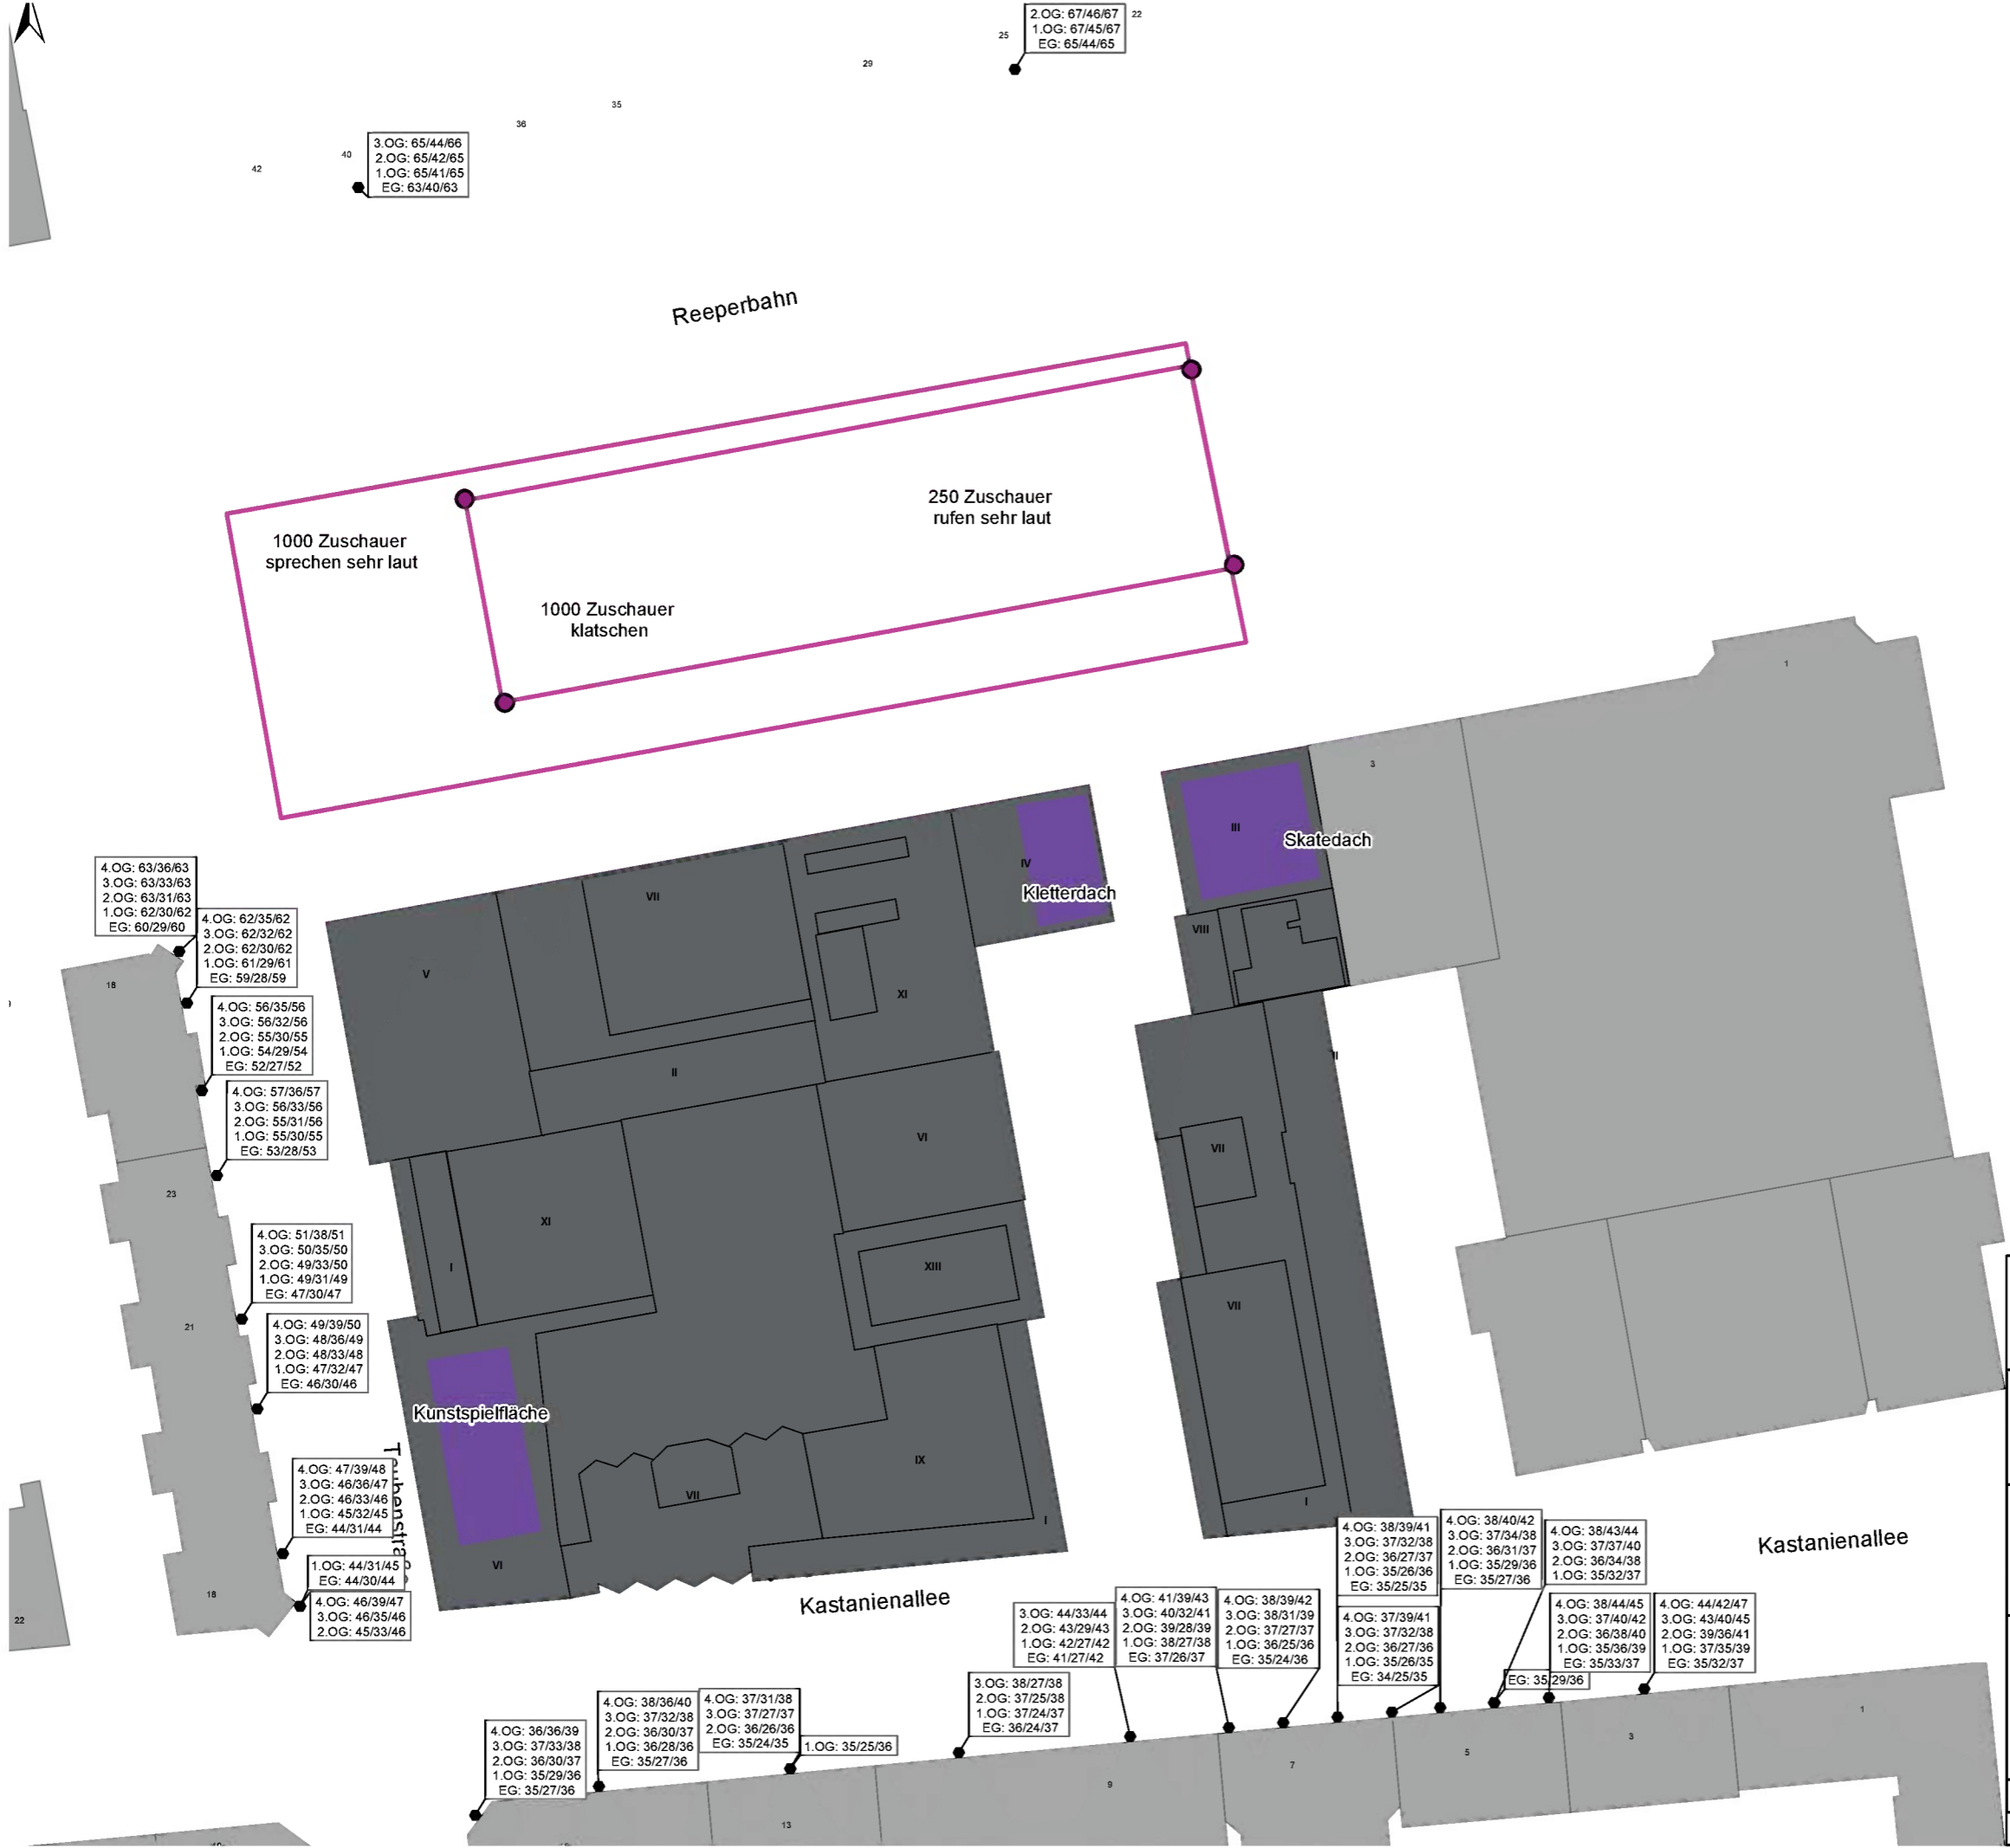 2.OG: 67/46/67
1.OG: 67/45/67
EG: 65/44/65
22
25
29
35
36
40
42
3.OG: 65/44/66
2.OG: 65/42/65
1.OG: 65/41/65
EG: 63/40/63
Reeperbahn
250 Zuschauer
rufen sehr laut
1000 Zuschauer
sprechen sehr laut
1000 Zuschauer
klatschen
1
3
III
Skatedach
IV
Kletterdach
VII
VIII
V
XI
II
II
VI
VII
XI
I
XIII
VII
Kunstspielfläche
IX
VII
VI
I
I
4.OG: 63/36/63
3.OG: 63/33/63
2.OG: 63/31/63
1.OG: 62/30/62
EG: 60/29/60
4.OG: 62/35/62
3.OG: 62/32/62
2.OG: 62/30/62
1.OG: 61/29/61
EG: 59/28/59
18
4.OG: 56/35/56
3.OG: 56/32/56
2.OG: 55/30/55
1.OG: 54/29/54
EG: 52/27/52
4.OG: 57/36/57
3.OG: 56/33/56
2.OG: 55/31/56
1.OG: 55/30/55
EG: 53/28/53
23
4.OG: 51/38/51
3.OG: 50/35/50
2.OG: 49/33/50
1.OG: 49/31/49
EG: 47/30/47
21
4.OG: 49/39/50
3.OG: 48/36/49
2.OG: 48/33/48
1.OG: 47/32/47
EG: 46/30/46
4.OG: 47/39/48
3.OG: 46/36/47
2.OG: 46/33/46
1.OG: 45/32/45
EG: 44/31/44
1.OG: 44/31/45
EG: 44/30/44
4.OG: 46/39/47
3.OG: 46/35/46
2.OG: 45/33/46
18
22
Kastanienallee
Kastanienallee
4.OG: 36/36/39
3.OG: 37/33/38
2.OG: 36/30/37
1.OG: 35/29/36
EG: 35/27/36
4.OG: 38/36/40
3.OG: 37/32/38
2.OG: 36/30/37
1.OG: 36/28/36
EG: 35/27/36
4.OG: 37/31/38
3.OG: 37/27/37
2.OG: 36/26/36
EG: 35/24/35
1.OG: 35/25/36
3.OG: 38/27/38
2.OG: 37/25/38
1.OG: 37/24/37
EG: 36/24/37
3.OG: 44/33/44
2.OG: 43/29/43
1.OG: 42/27/42
EG: 41/27/42
4.OG: 41/39/43
3.OG: 40/32/41
2.OG: 39/28/39
1.OG: 38/27/38
EG: 37/26/37
4.OG: 38/39/42
3.OG: 38/31/39
2.OG: 37/27/37
1.OG: 36/25/36
EG: 35/24/36
4.OG: 38/39/41
3.OG: 37/32/38
2.OG: 36/27/37
1.OG: 35/26/36
EG: 35/25/35
4.OG: 37/39/41
3.OG: 37/32/38
2.OG: 36/27/36
1.OG: 35/26/35
EG: 34/25/35
4.OG: 38/40/42
3.OG: 37/34/38
2.OG: 36/31/37
1.OG: 35/29/36
EG: 35/27/36
4.OG: 38/43/44
3.OG: 37/37/40
2.OG: 36/34/38
1.OG: 35/32/37
EG: 35/29/36
4.OG: 38/44/45
3.OG: 37/40/42
2.OG: 36/38/40
1.OG: 35/36/39
EG: 35/33/37
4.OG: 44/42/47
3.OG: 43/40/45
2.OG: 39/36/41
1.OG: 37/35/39
EG: 35/32/37
13
9
7
5
3
1